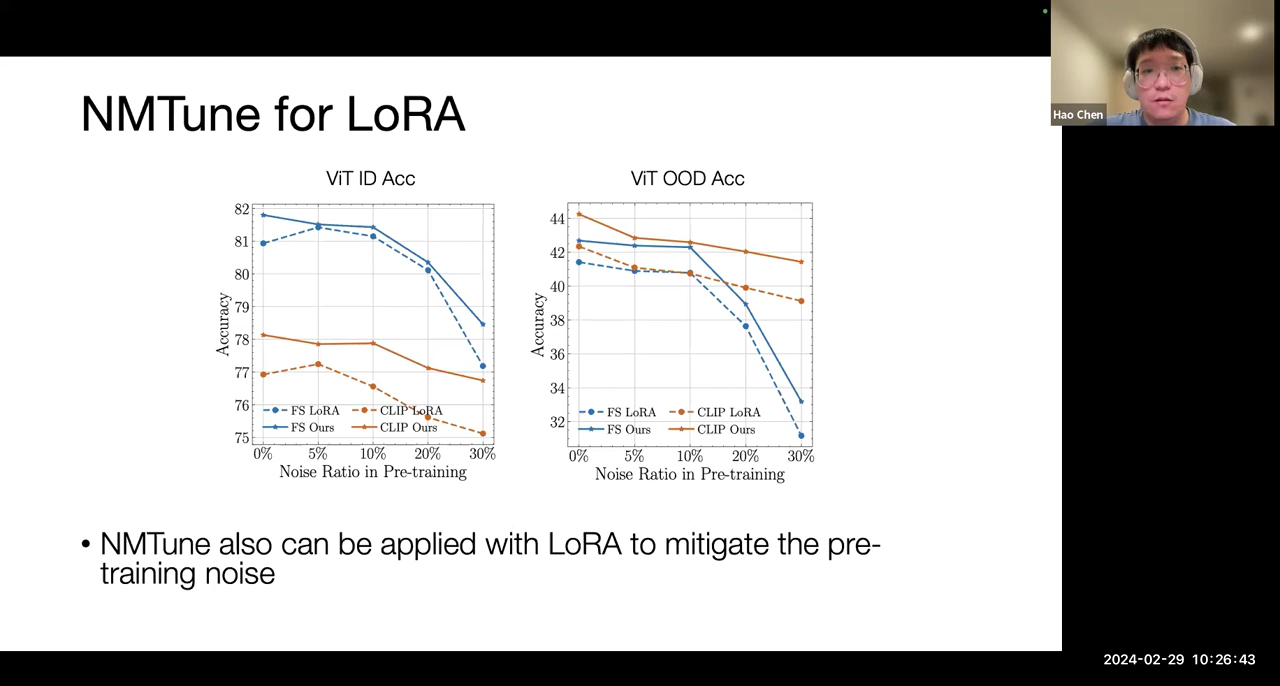 Hao Chen
NMTune for LoRA
ViT ID Acc
82
81
80
79
78
77
76
75
Accuracy
FS LoRA
CLIP LoRA
FS Ours
CLIP Ours
0% 5% 10% 20% 30%
Noise Ratio in Pre-training
ViT OOD Acc
44
42
40
38
36
34
32
Accuracy
FS LoRA
CLIP LoRA
FS Ours
CLIP Ours
0% 5% 10% 20% 30%
Noise Ratio in Pre-training
• NMTune also can be applied with LoRA to mitigate the pre-
training noise
2024-02-29 10:26:43